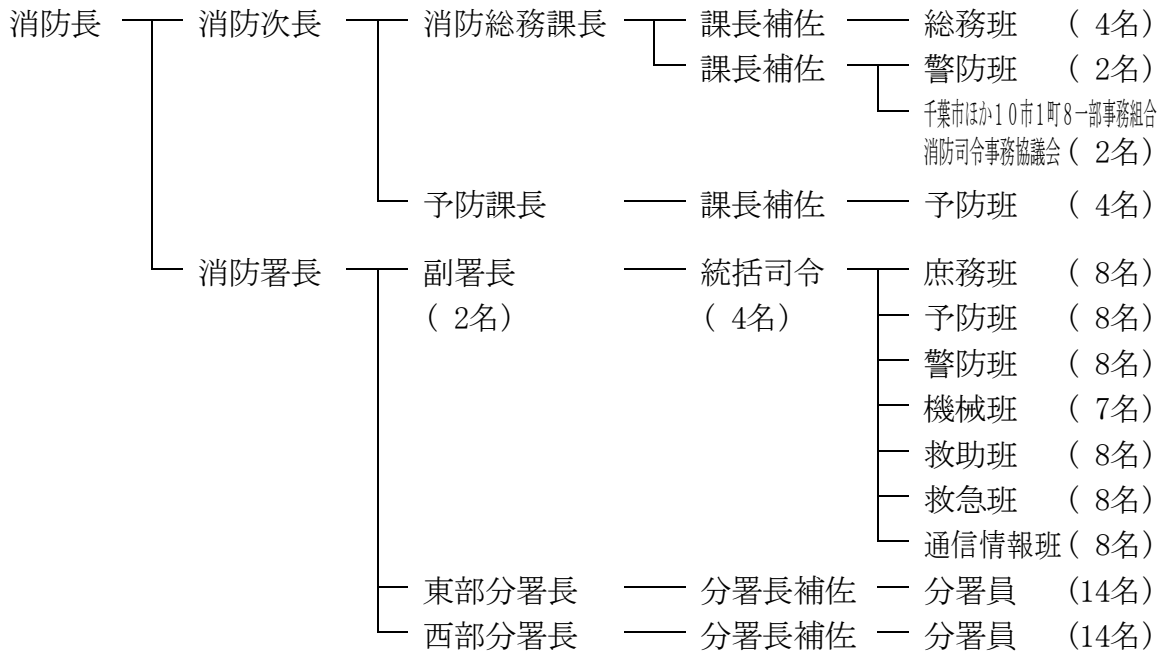 消防長 消防次長 消防総務課長 課長補佐 総務班 ( 4名)
課長補佐 警防班 ( 2名)
千葉市ほか10市1町8一部事務組合
消防司令事務協議会 ( 2名)
予防課長 課長補佐 予防班 ( 4名)
消防署長 副署長 統括司令 庶務班 ( 8名)
( 2名) ( 4名) 予防班 ( 8名)
警防班 ( 8名)
機械班 ( 7名)
救助班 ( 8名)
救急班 ( 8名)
通信情報班 ( 8名)
東部分署長 分署長補佐 分署員 (14名)
西部分署長 分署長補佐 分署員 (14名)